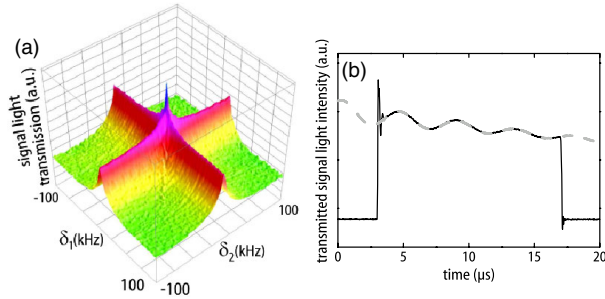 (a)
signal light
transmission (a.u.)
-100
δ1(kHz)
100
-100
δ2(kHz)
100
(b)
transmitted signal light intensity (a.u.)
0 5 10 15 20
time (μs)